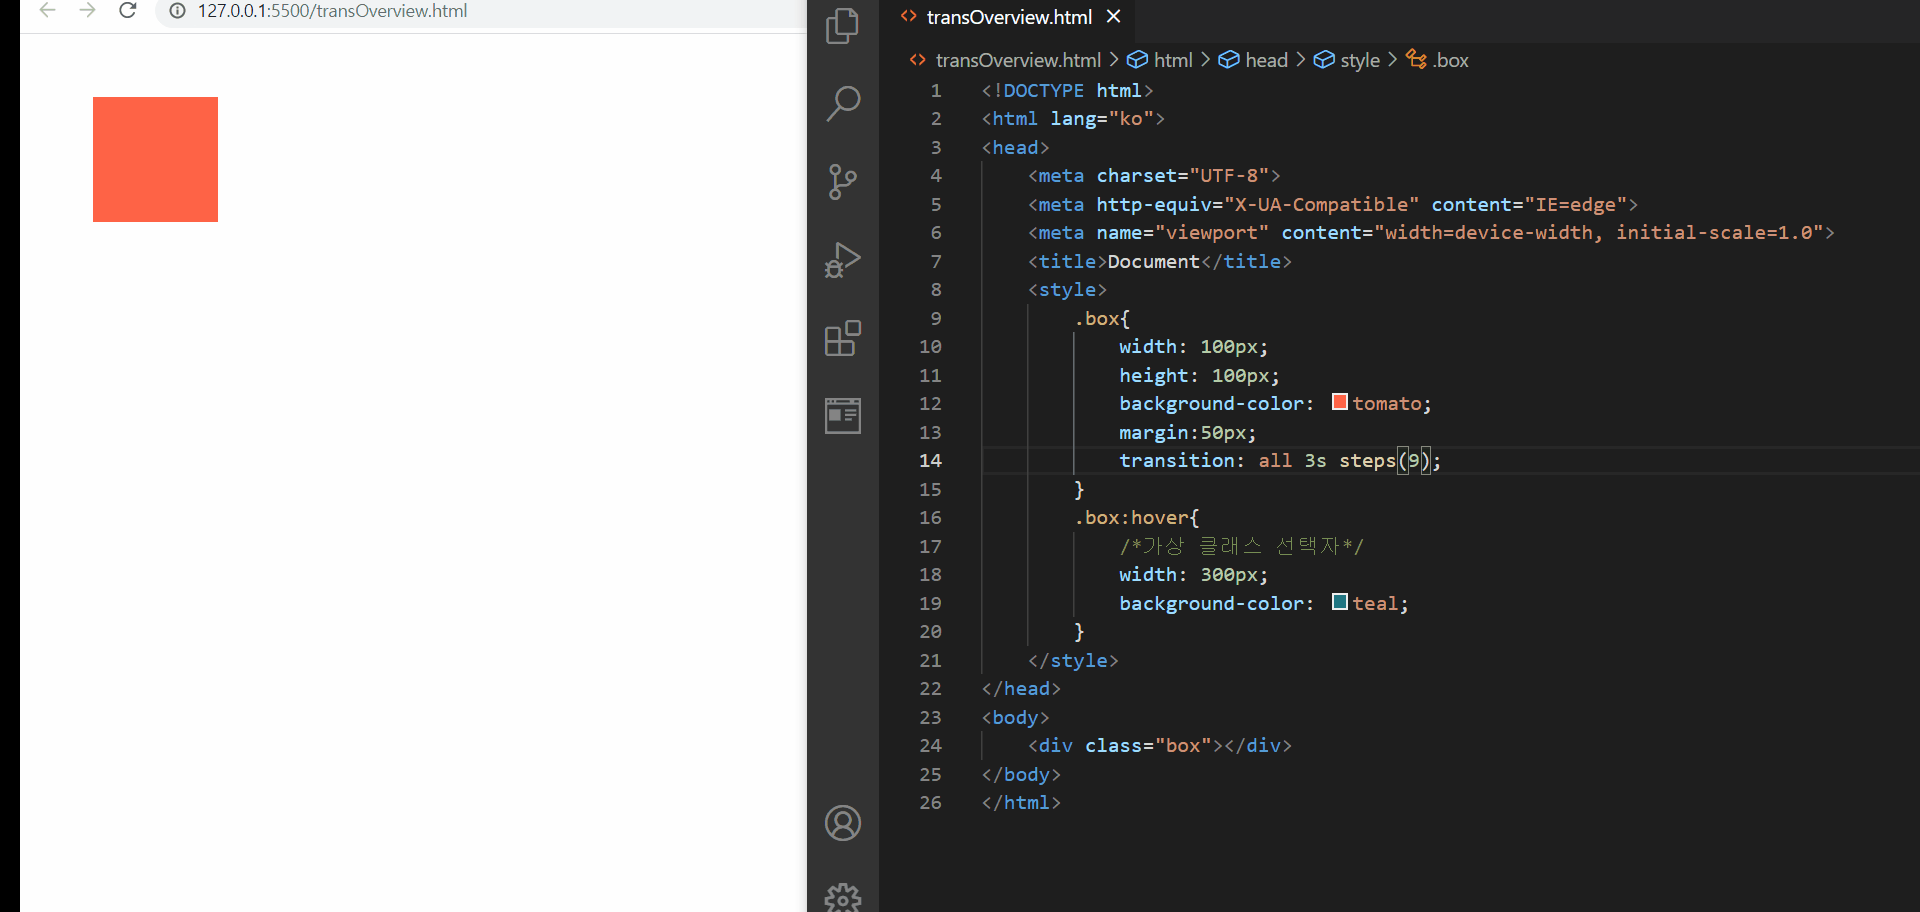 127.0.0.1:5500/transOverview.html
transOverview.html
transOverview.html > html > head > style > .box
1 <!DOCTYPE html>
2 <html lang="ko">
3 <head>
4 <meta charset="UTF-8">
5 <meta http-equiv="X-UA-Compatible" content="IE=edge">
6 <meta name="viewport" content="width=device-width, initial-scale=1.0">
7 <title>Document</title>
8 <style>
9 .box{
10 width: 100px;
11 height: 100px;
12 background-color: tomato;
13 margin:50px;
14 transition: all 3s steps(9);
15 }
16 .box:hover{
17 /*가상 클래스 선택자*/
18 width: 300px;
19 background-color: teal;
20 }
21 </style>
22 </head>
23 <body>
24 <div class="box"></div>
25 </body>
26 </html>